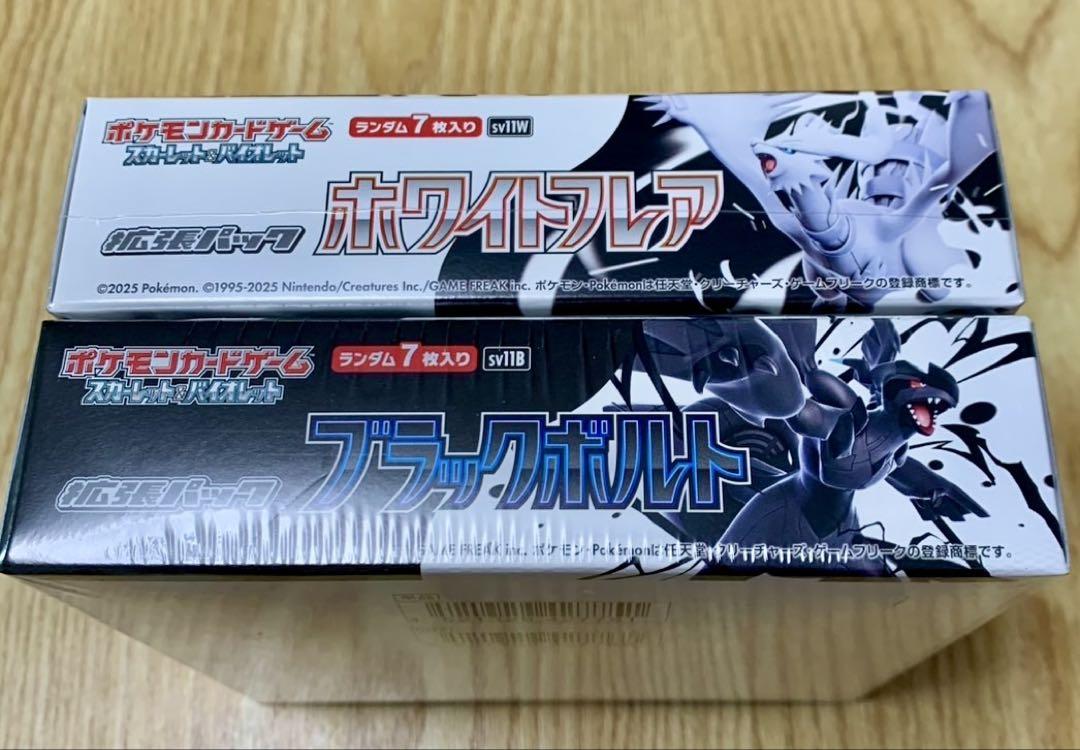 ポケモンカードゲーム
スカーレット&バイオレット
ランダム7枚入り
sv11W
ホワイトフレア
拡張パック
©2025 Pokémon. ©1995-2025 Nintendo/Creatures Inc./GAME FREAK inc. ポケモン・Pokémonは任天堂・クリーチャーズ・ゲームフリークの登録商標です。
ポケモンカードゲーム
スカーレット&バイオレット
ランダム7枚入り
sv11B
ブラックボルト
拡張パック
GAME FREAK inc. ポケモン・Pokémonは任天堂・クリーチャーズ・ゲームフリークの登録商標です。